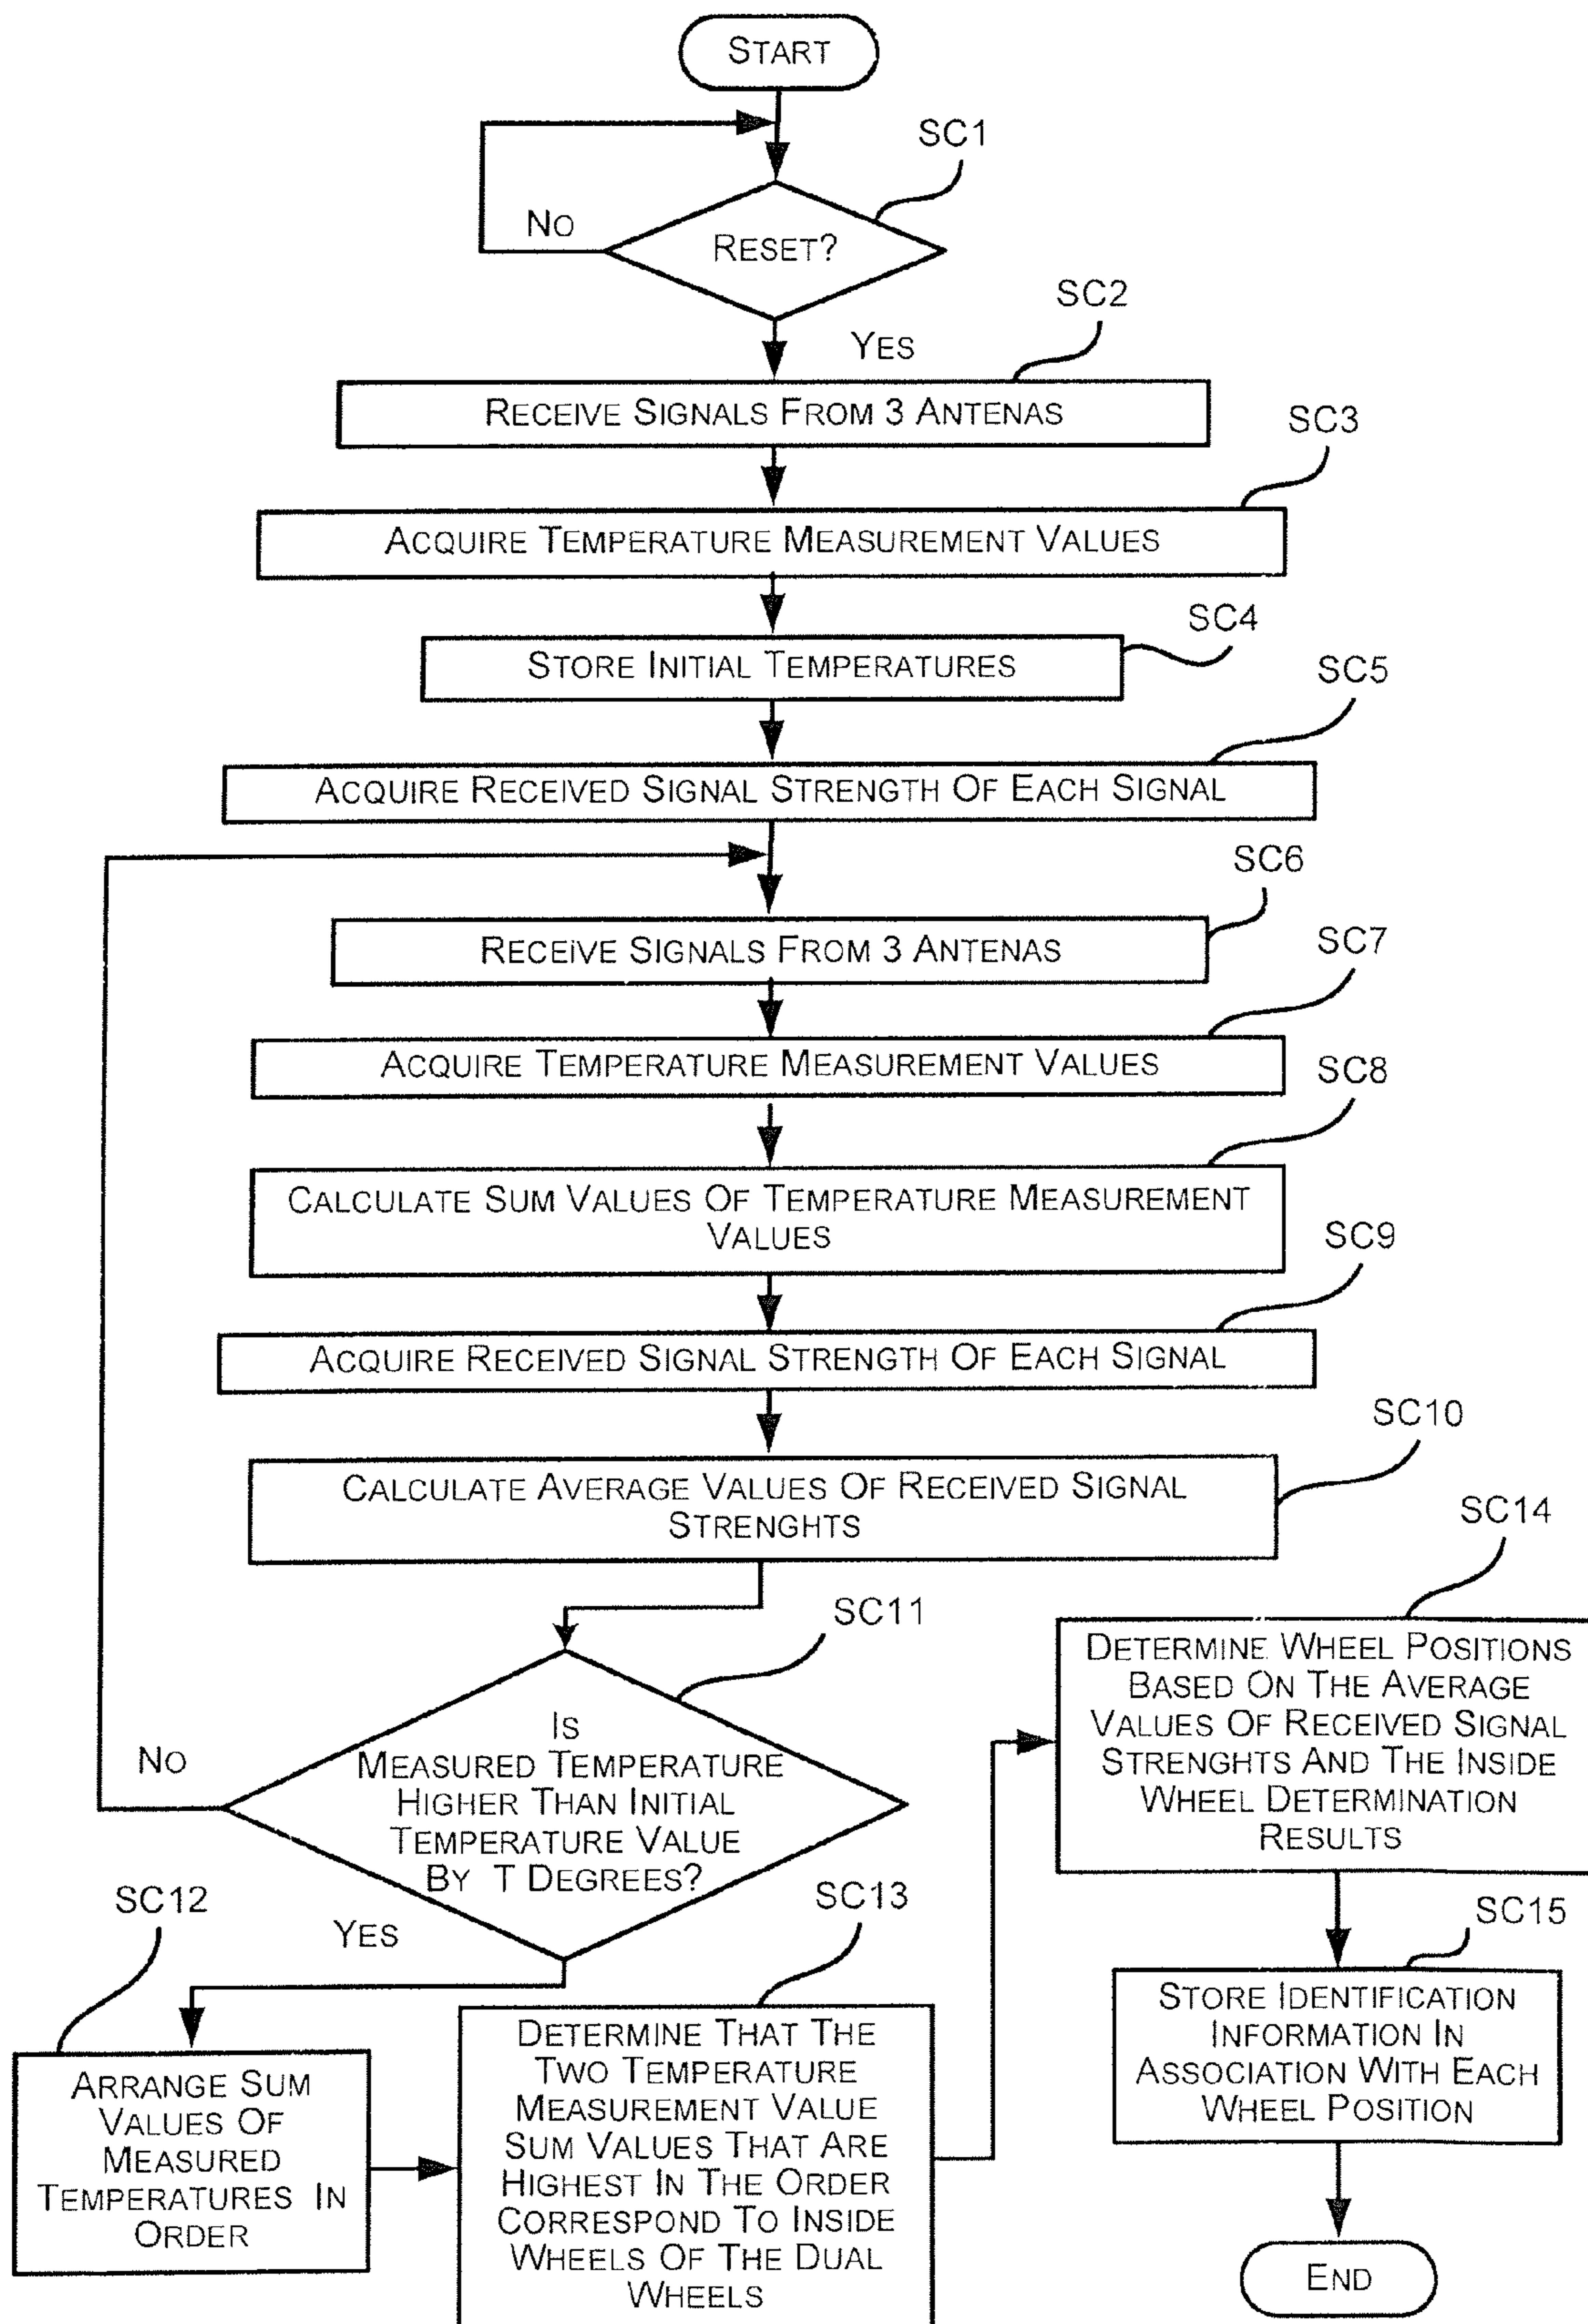 START
SC1
NO
RESET?
SC2
YES
RECEIVE SIGNALS FROM 3 ANTENAS
SC3
ACQUIRE TEMPERATURE MEASUREMENT VALUES
SC4
STORE INITIAL TEMPERATURES
SC5
ACQUIRE RECEIVED SIGNAL STRENGTH OF EACH SIGNAL
SC6
RECEIVE SIGNALS FROM 3 ANTENAS
SC7
ACQUIRE TEMPERATURE MEASUREMENT VALUES
SC8
CALCULATE SUM VALUES OF TEMPERATURE MEASUREMENT
VALUES
SC9
ACQUIRE RECEIVED SIGNAL STRENGTH OF EACH SIGNAL
SC10
CALCULATE AVERAGE VALUES OF RECEIVED SIGNAL
STRENGHTS
SC11
NO
IS
MEASURED TEMPERATURE
HIGHER THAN INITIAL
TEMPERATURE VALUE
BY T DEGREES?
YES
SC12
ARRANGE SUM
VALUES OF
MEASURED
TEMPERATURES IN
ORDER
SC13
DETERMINE THAT THE
TWO TEMPERATURE
MEASUREMENT VALUE
SUM VALUES THAT ARE
HIGHEST IN THE ORDER
CORRESPOND TO INSIDE
WHEELS OF THE DUAL
WHEELS
SC14
DETERMINE WHEEL POSITIONS
BASED ON THE AVERAGE
VALUES OF RECEIVED SIGNAL
STRENGHTS AND THE INSIDE
WHEEL DETERMINATION
RESULTS
SC15
STORE IDENTIFICATION
INFORMATION IN
ASSOCIATION WITH EACH
WHEEL POSITION
END